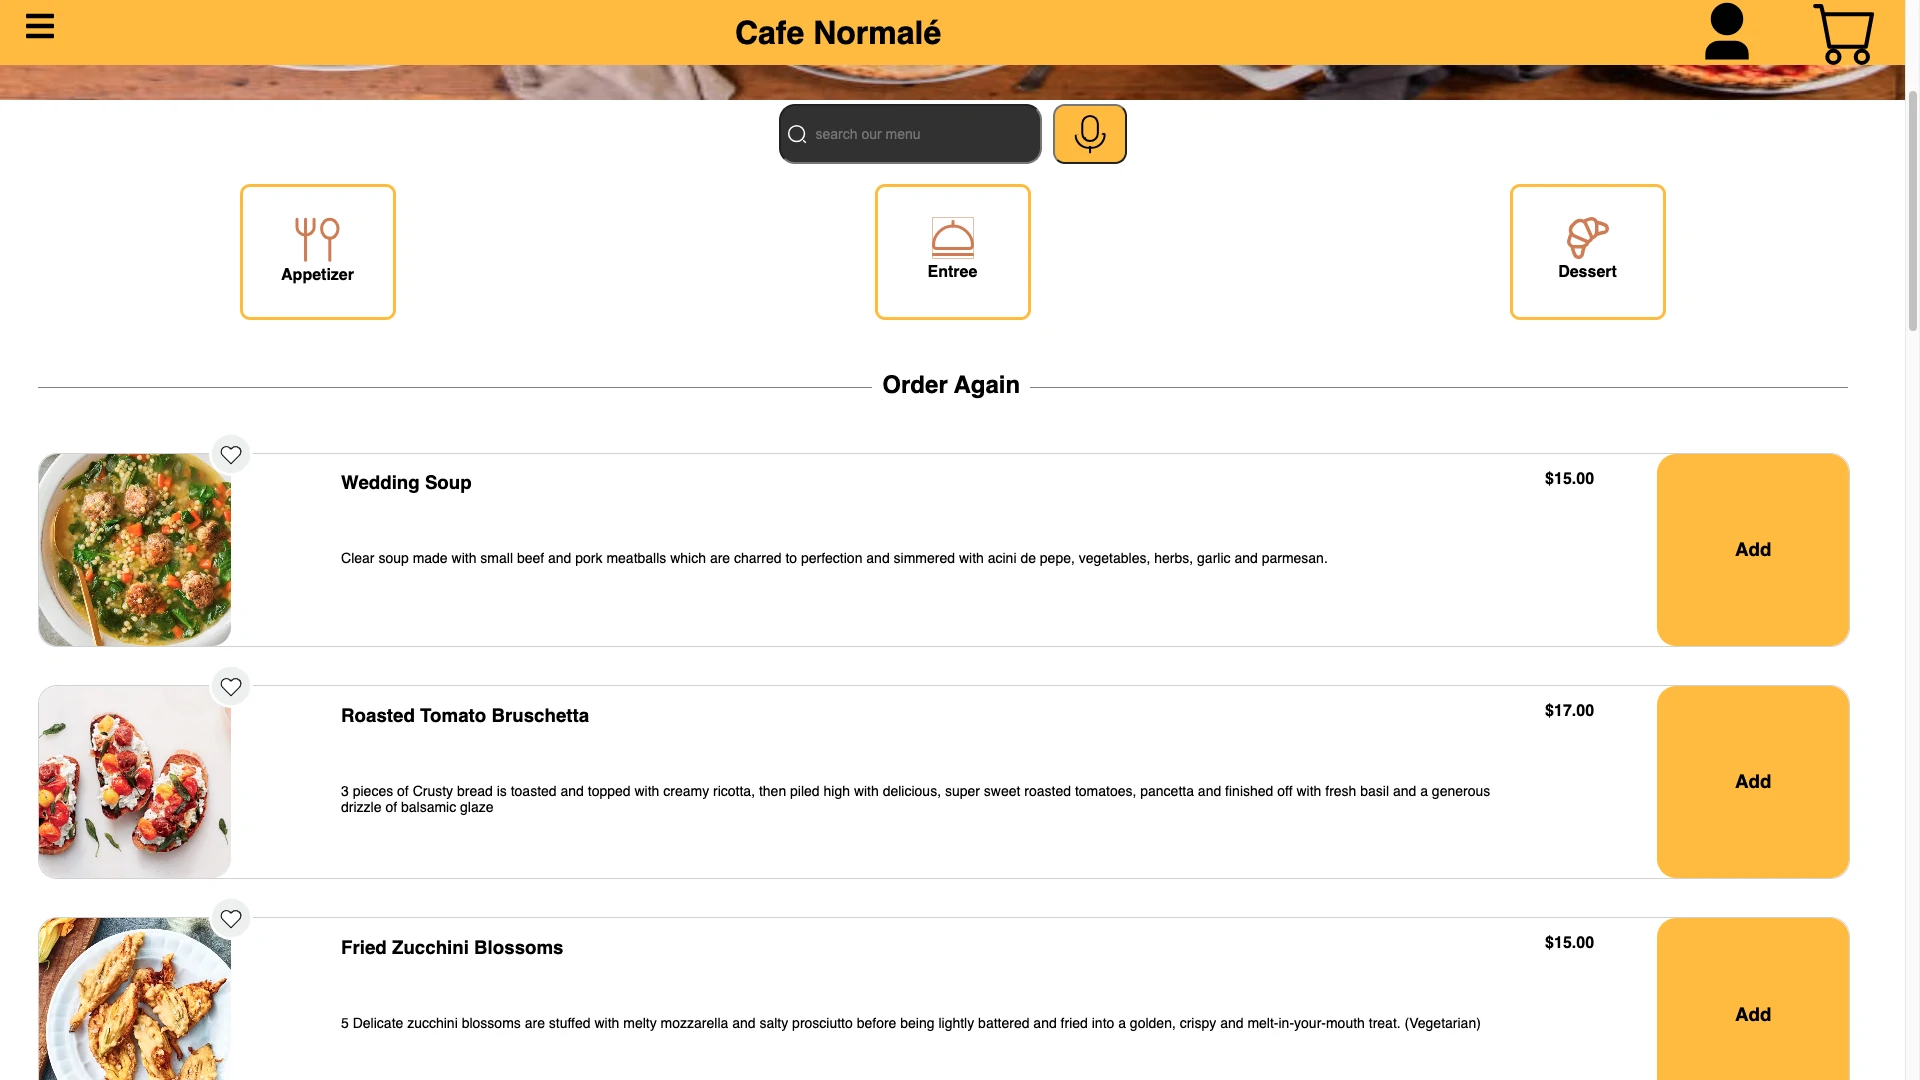 Cafe Normalé
search our menu
Appetizer
Entree
Dessert
Order Again
Wedding Soup
$15.00
Clear soup made with small beef and pork meatballs which are charred to perfection and simmered with acini de pepe, vegetables, herbs, garlic and parmesan.
Add
Roasted Tomato Bruschetta
$17.00
3 pieces of Crusty bread is toasted and topped with creamy ricotta, then piled high with delicious, super sweet roasted tomatoes, pancetta and finished off with fresh basil and a generous
drizzle of balsamic glaze
Add
Fried Zucchini Blossoms
$15.00
5 Delicate zucchini blossoms are stuffed with melty mozzarella and salty prosciutto before being lightly battered and fried into a golden, crispy and melt-in-your-mouth treat. (Vegetarian)
Add